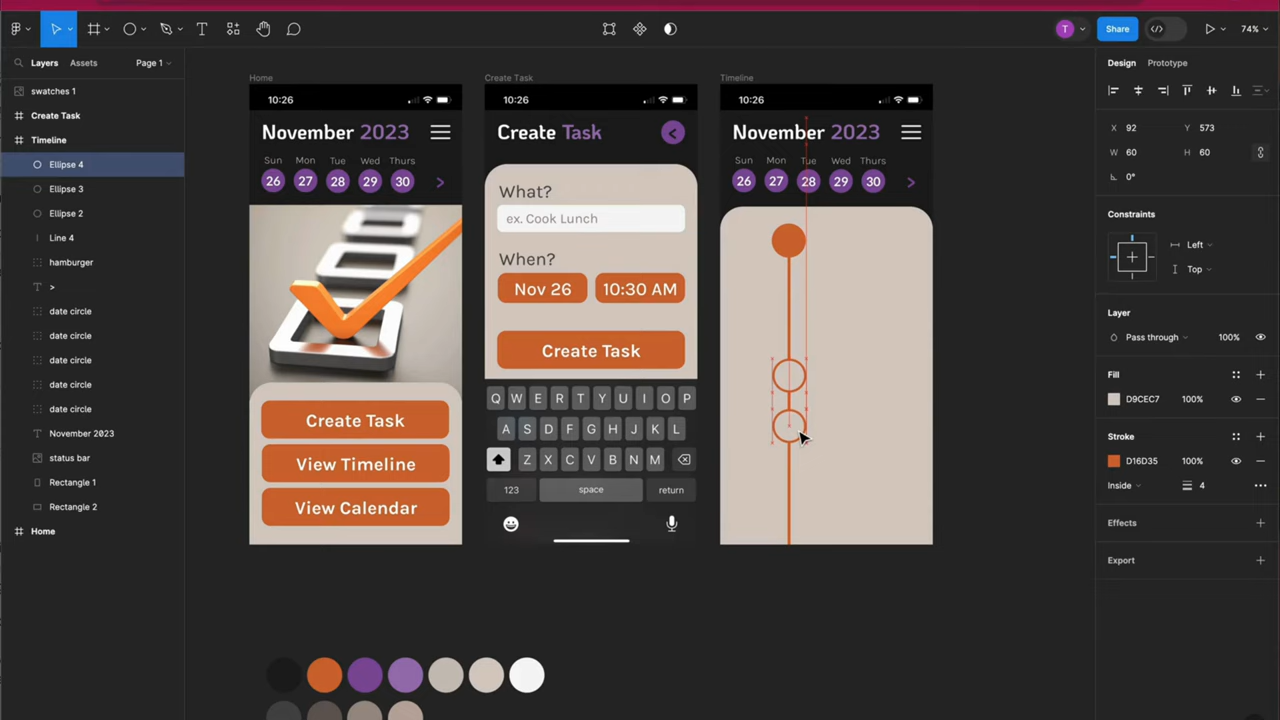 Share
74%
Layers
Assets
Page 1
swatches 1
Create Task
Timeline
Ellipse 4
Ellipse 3
Ellipse 2
Line 4
hamburger
>
date circle
date circle
date circle
date circle
date circle
November 2023
status bar
Rectangle 1
Rectangle 2
Home
Home
10:26
November 2023
Sun Mon Tue Wed Thurs
26 27 28 29 30 >
Create Task
View Timeline
View Calendar
Create Task
10:26
Create Task
<
What?
ex. Cook Lunch
When?
Nov 26 10:30 AM
Create Task
Q W E R T Y U I O P
A S D F G H J K L
Z X C V B N M
123 space return
Timeline
10:26
November 2023
Sun Mon Tue Wed Thurs
26 27 28 29 30 >
T
Design Prototype
X 92 Y 573
W 60 H 60
0°
Constraints
Left
Top
Layer
Pass through 100%
Fill
D9CEC7 100%
Stroke
D16D35 100%
Inside 4
Effects
Export